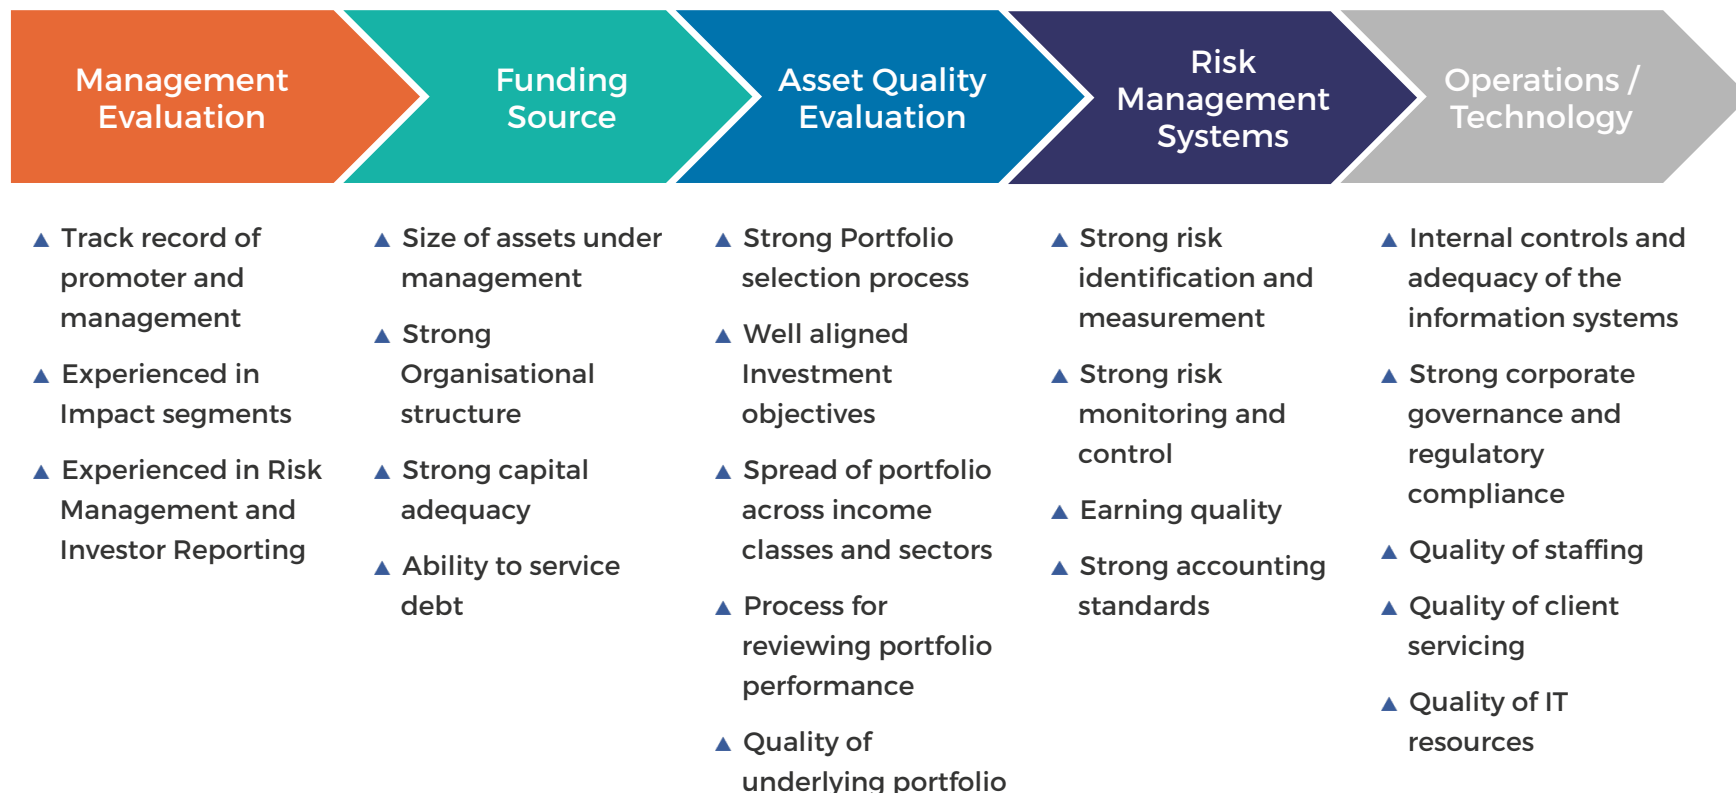 Management
Evaluation
Funding
Source
Asset Quality
Evaluation
Risk
Management
Systems
Operations /
Technology
Track record of
promoter and
management
Experienced in
Impact segments
Experienced in Risk
Management and
Investor Reporting
Size of assets under
management
Strong
Organisational
structure
Strong capital
adequacy
Ability to service
debt
Strong Portfolio
selection process
Well aligned
Investment
objectives
Spread of portfolio
across income
classes and sectors
Process for
reviewing portfolio
performance
Quality of
underlying portfolio
Strong risk
identification and
measurement
Strong risk
monitoring and
control
Earning quality
Strong accounting
standards
Internal controls and
adequacy of the
information systems
Strong corporate
governance and
regulatory
compliance
Quality of staffing
Quality of client
servicing
Quality of IT
resources